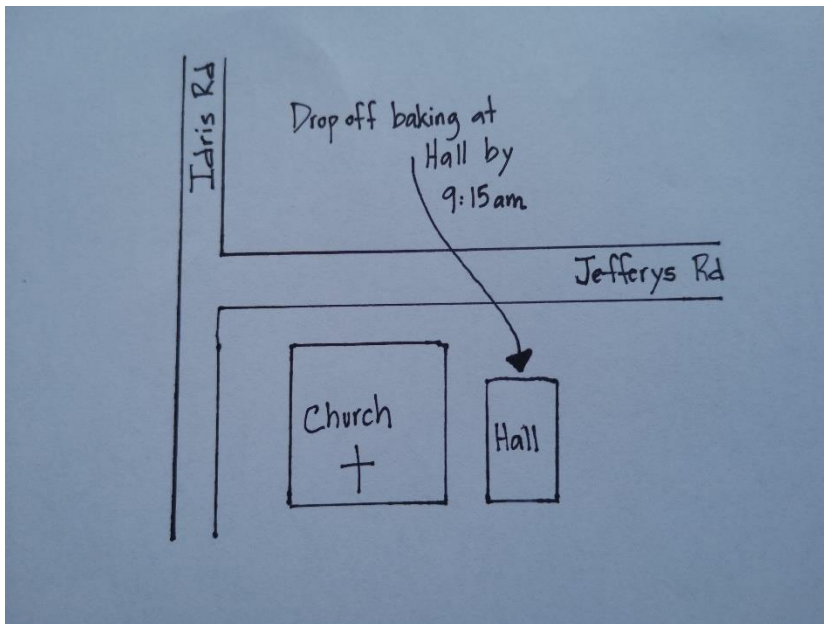 Idris Rd
Drop off baking at
Hall by
9:15am
Jefferys Rd
Church
Hall